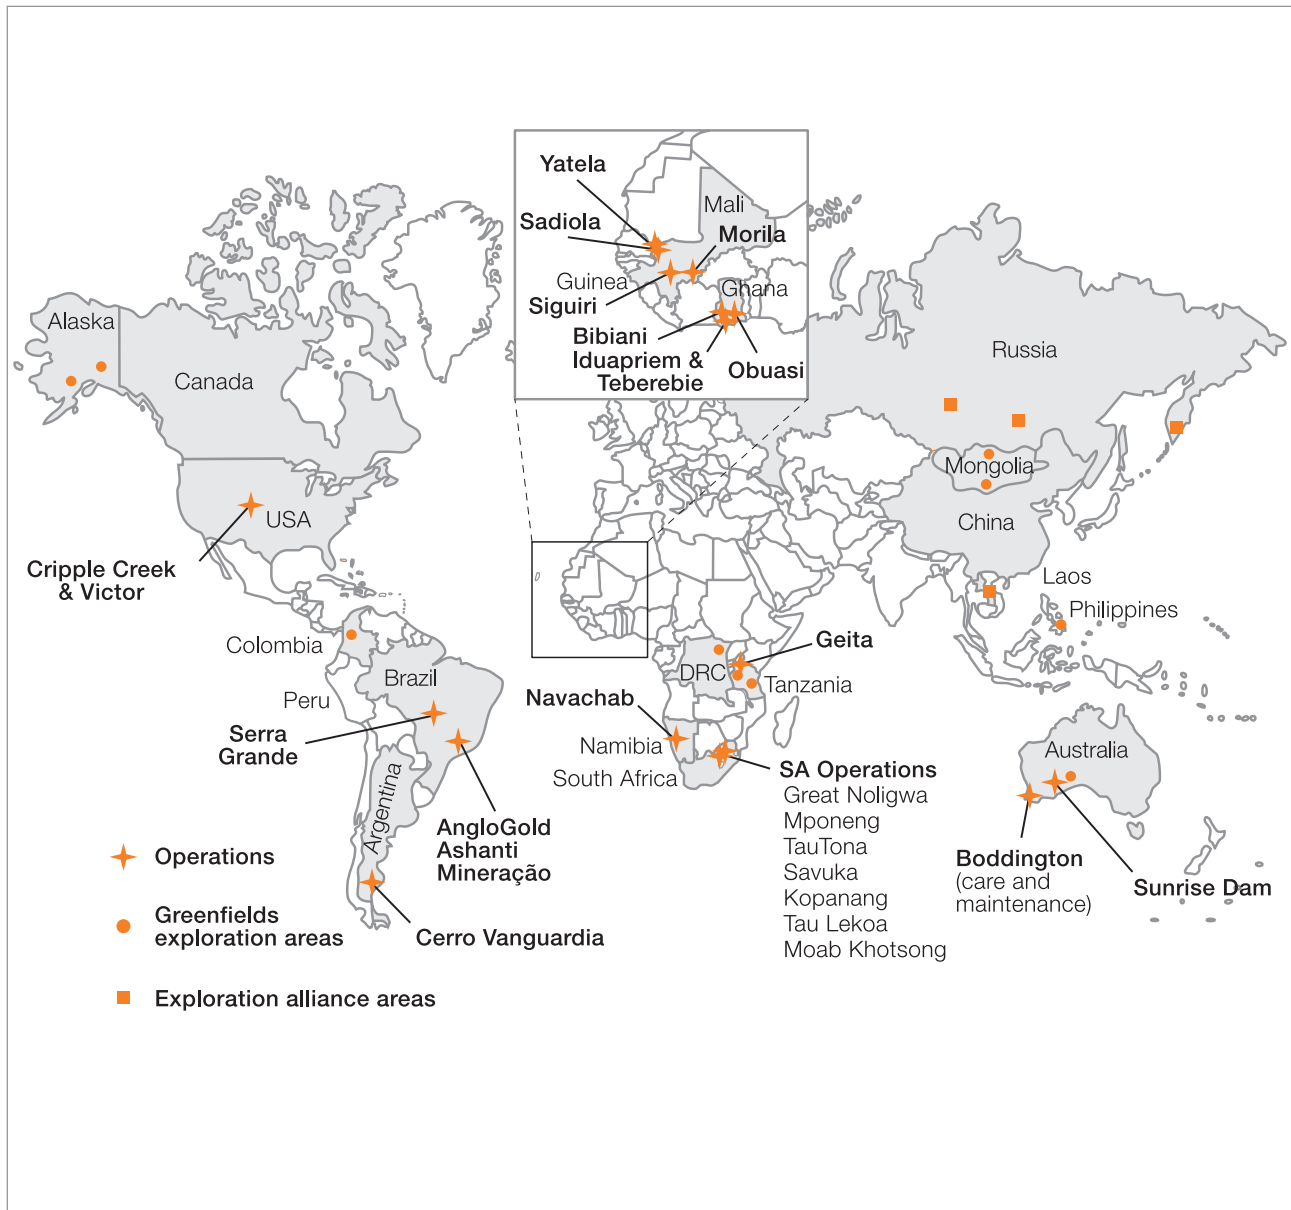 Yatela
Mali
Sadiola
Morila
Guinea
Ghana
Siguiri
Bibiani
Iduapriem &
Teberebie
Obuasi
Alaska
Canada
Russia
Mongolia
USA
China
Cripple Creek
& Victor
Laos
Philippines
Colombia
Geita
Brazil
DRC
Tanzania
Peru
Navachab
Serra
Grande
Namibia
Australia
South Africa
SA Operations
Great Noligwa
Mponeng
TauTona
Savuka
Kopanang
Tau Lekoa
Moab Khotsong
Argentina
AngloGold
Ashanti
Mineração
Boddington
(care and
maintenance)
Sunrise Dam
Cerro Vanguardia
Operations
Greenfields
exploration areas
Exploration alliance areas